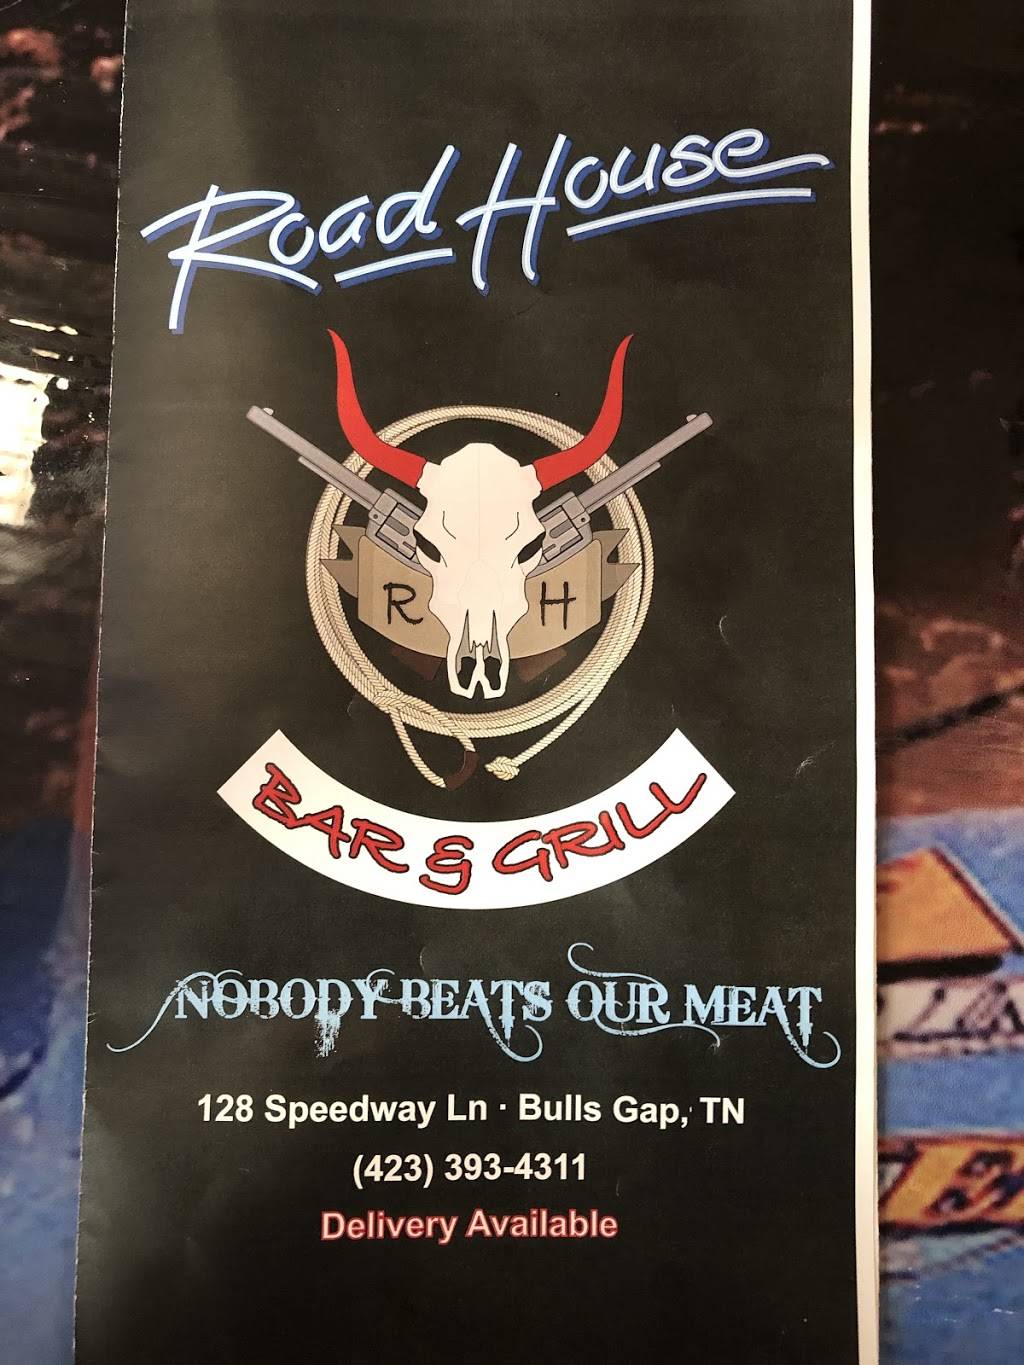 Road House
R H
BAR & GRILL
NOBODY BEATS OUR MEAT
128 Speedway Ln · Bulls Gap, TN
(423) 393-4311
Delivery Available